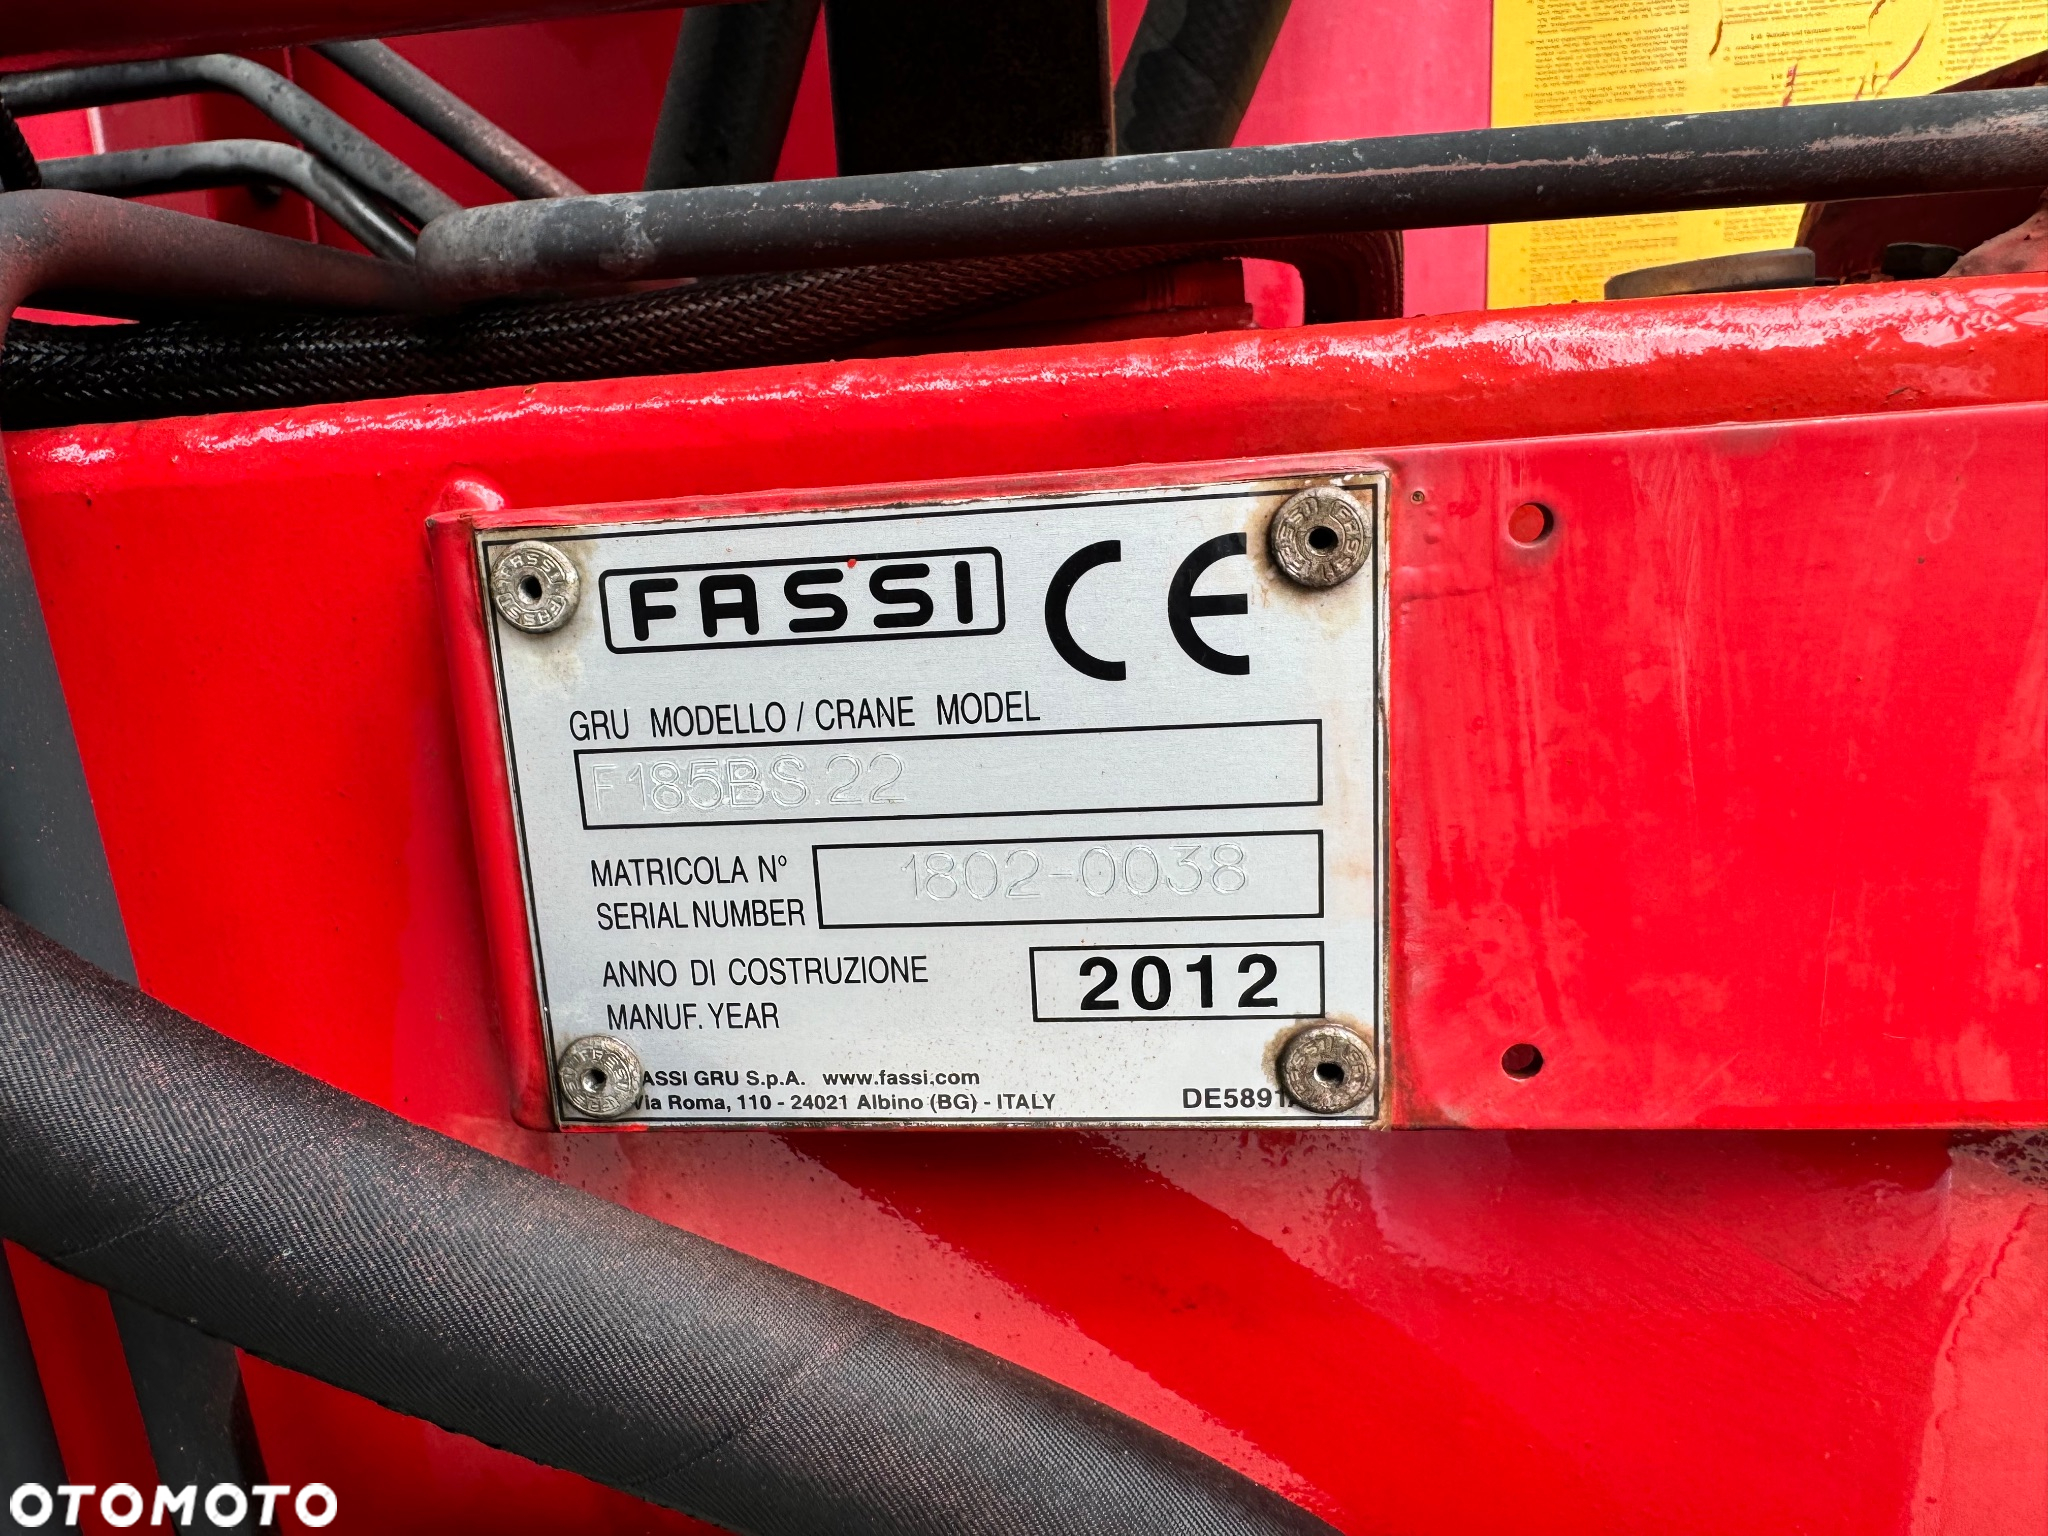 FASSI CE
GRU MODELLO / CRANE MODEL
F185BS.22
MATRICOLA N°
SERIAL NUMBER
1802-0038
ANNO DI COSTRUZIONE
MANUF. YEAR
2012
ASSI GRU S.p.A. www.fassi.com
Via Roma, 110 - 24021 Albino (BG) - ITALY
DE5891
OTOMOTO